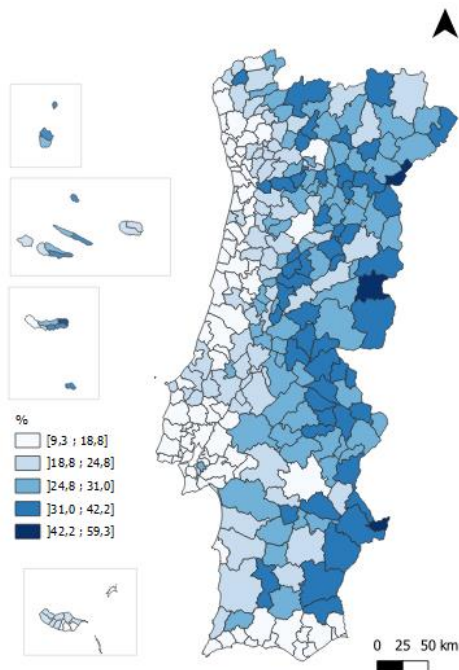 %
[9,3 ; 18,8]
]18,8 ; 24,8]
]24,8 ; 31,0]
]31,0 ; 42,2]
]42,2 ; 59,3]
0 25 50 km